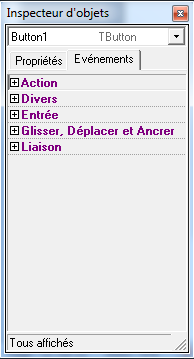 Inspecteur d'objets
Button1 TButton
Propriétés Evénements
Action
Divers
Entrée
Glisser, Déplacer et Ancrer
Liaison
Tous affichés